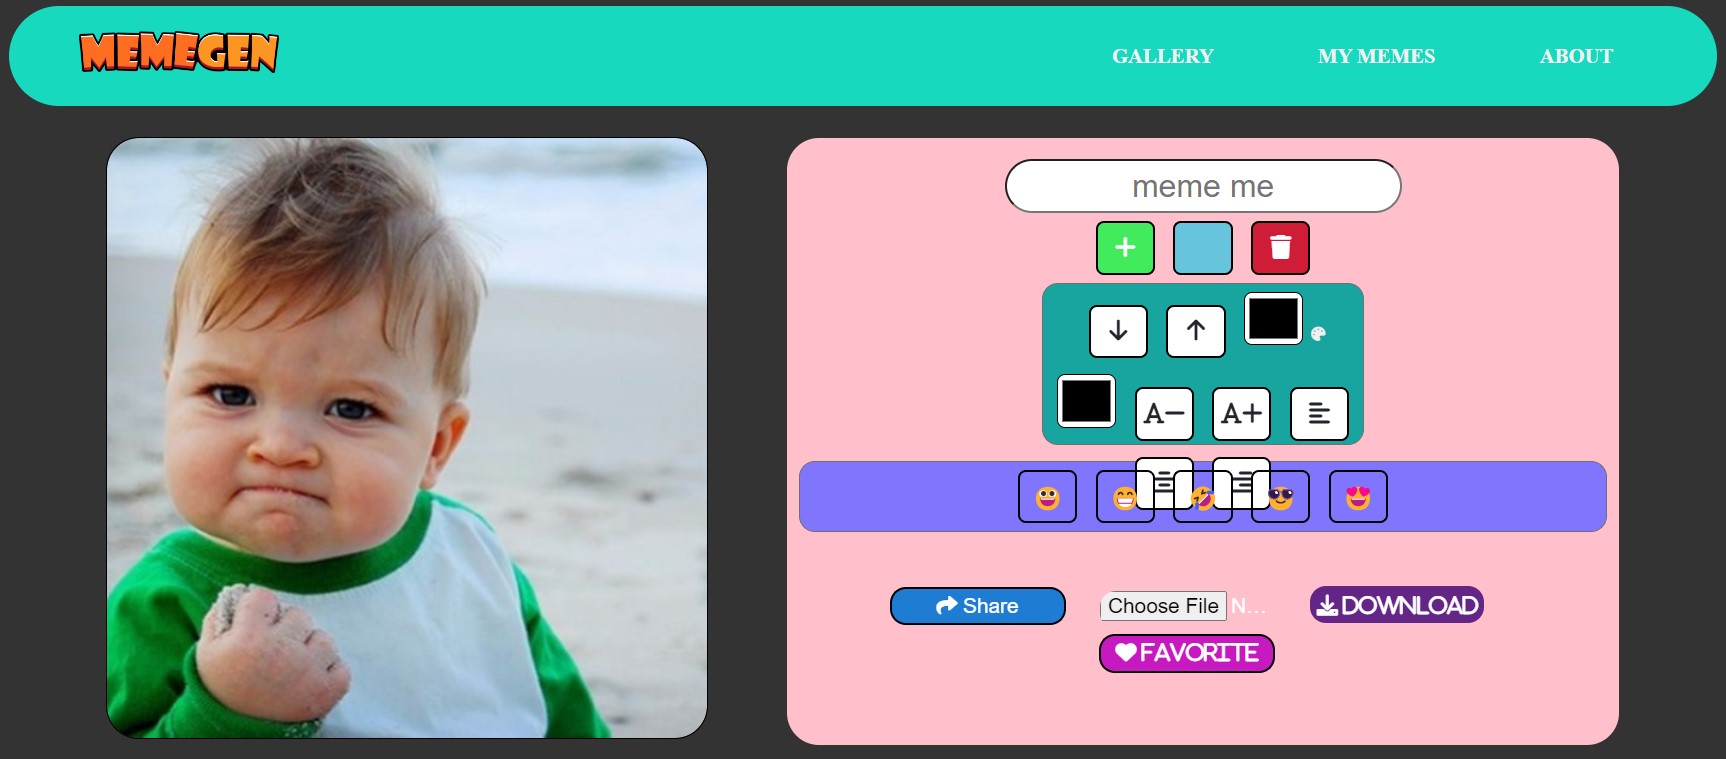 MEMEGEN
GALLERY
MY MEMES
ABOUT
meme me
A−
A+
Share
Choose File N...
DOWNLOAD
FAVORITE